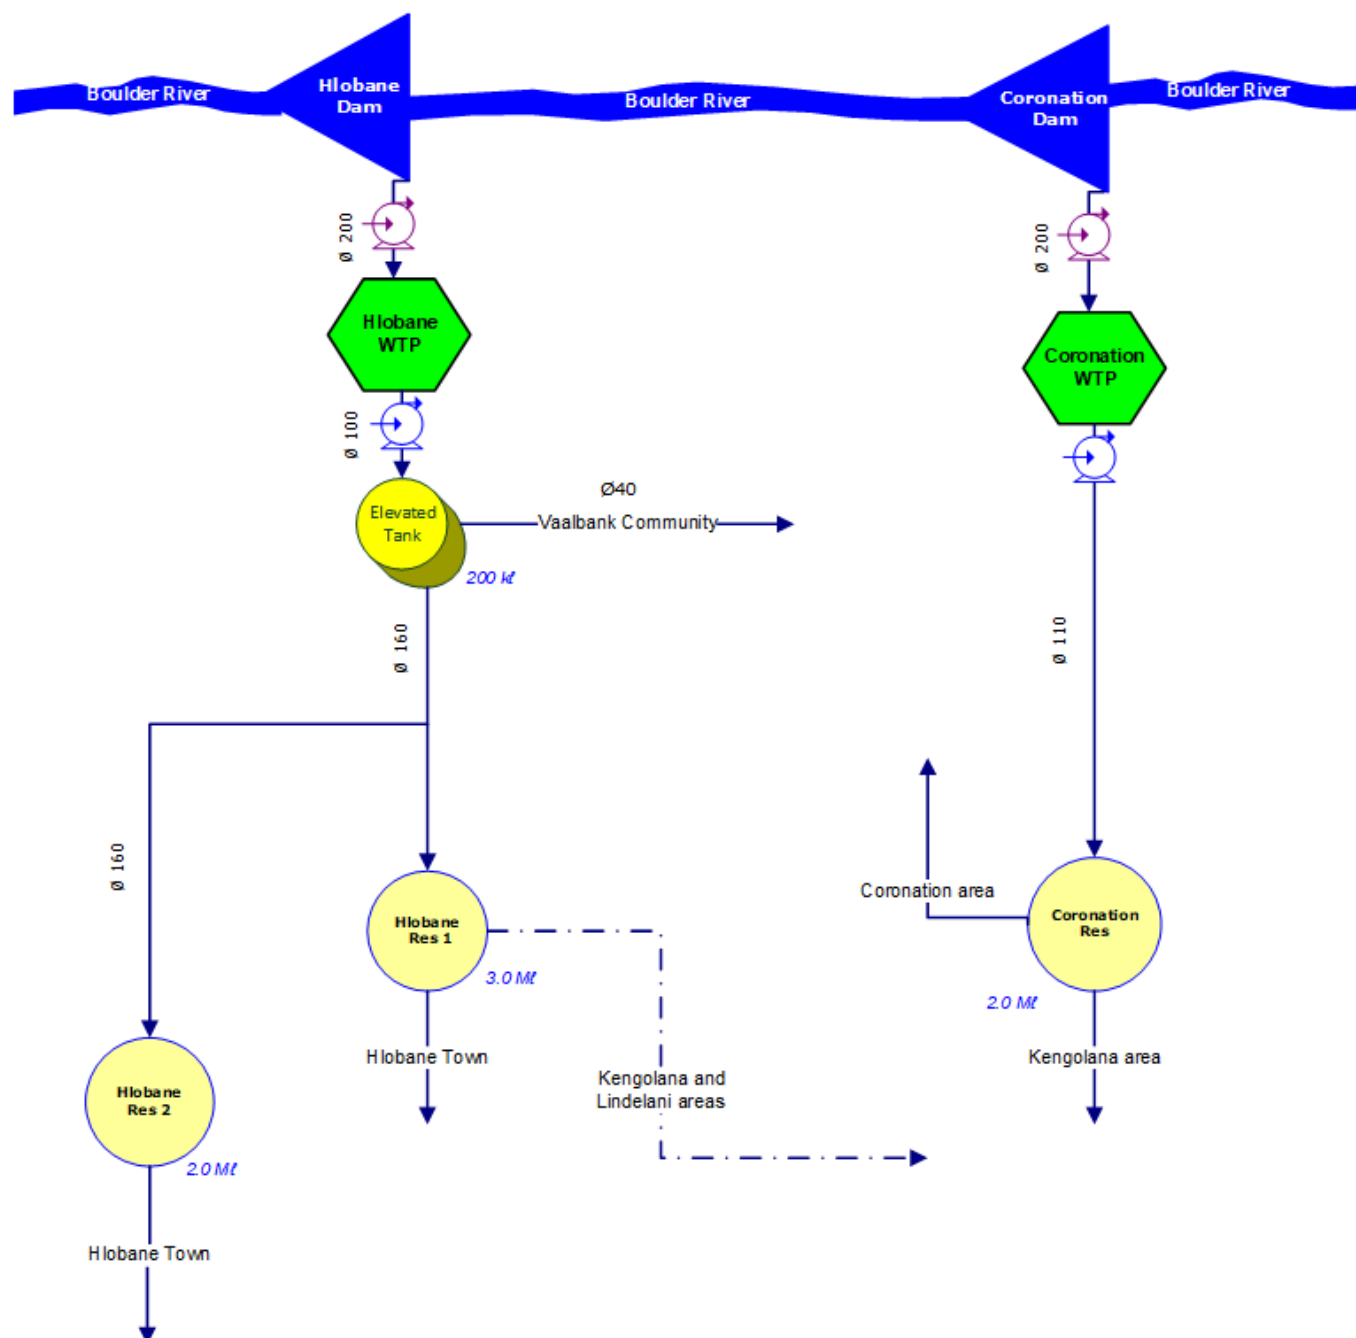 Boulder River
Hlobane
Dam
Boulder River
Coronation
Dam
Boulder River
Ø 200
Ø 200
Hlobane
WTP
Coronation
WTP
Ø 100
Elevated
Tank
Ø40
Vaalbank Community
200 kℓ
Ø 160
Ø 110
Ø 160
Coronation area
Hlobane
Res 1
3.0 Mℓ
Coronation
Res
2.0 Mℓ
Hlobane Town
Kengolana area
Kengolana and
Lindelani areas
Hlobane
Res 2
2.0 Mℓ
Hlobane Town